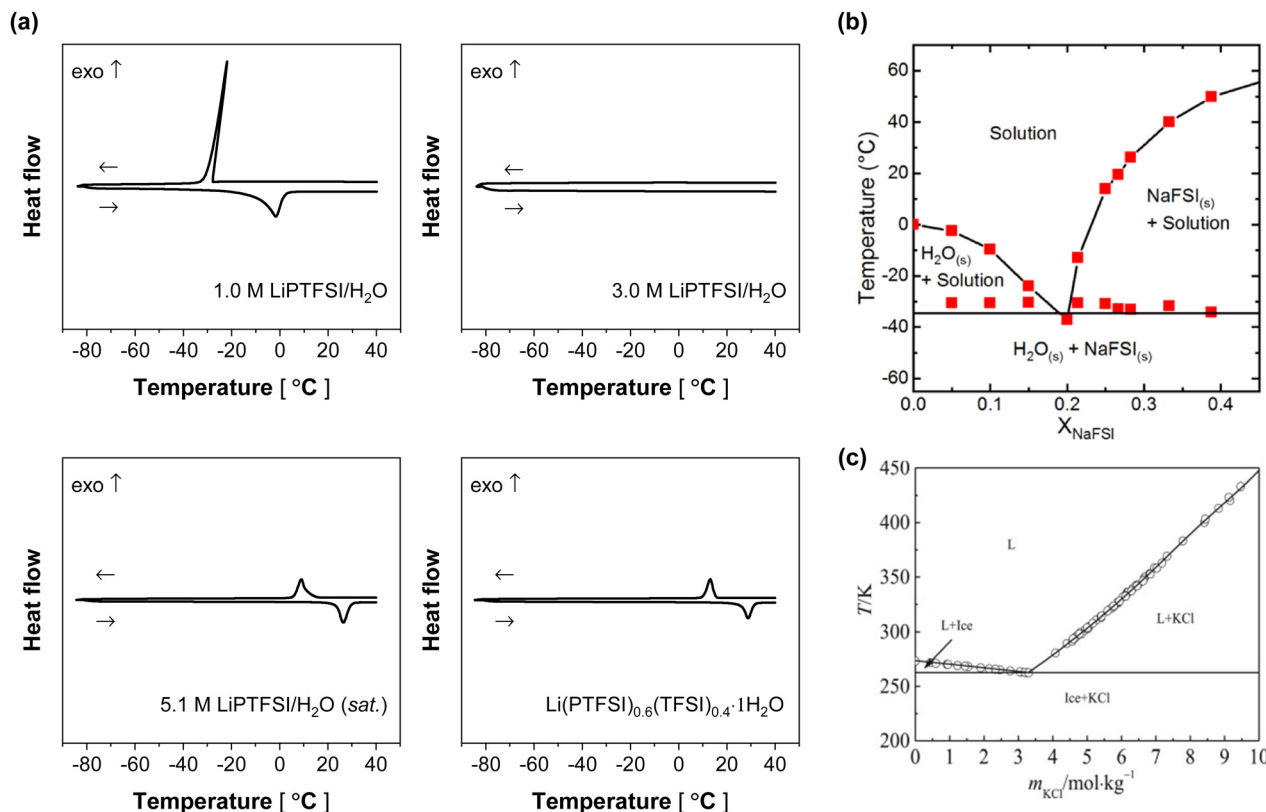 (a)
exo ↑
←
→
Heat flow
1.0 M LiPTFSI/H₂O
-80 -60 -40 -20 0 20 40
Temperature [ °C ]
exo ↑
←
→
Heat flow
3.0 M LiPTFSI/H₂O
-80 -60 -40 -20 0 20 40
Temperature [ °C ]
exo ↑
←
→
Heat flow
5.1 M LiPTFSI/H₂O (sat.)
-80 -60 -40 -20 0 20 40
Temperature [ °C ]
exo ↑
←
→
Heat flow
Li(PTFSI)₀.₆(TFSI)₀.₄·1H₂O
-80 -60 -40 -20 0 20 40
Temperature [ °C ]
(b)
Temperature (°C)
60
40
20
0
-20
-40
-60
Solution
NaFSI(s)
+ Solution
H₂O(s)
+ Solution
H₂O(s) + NaFSI(s)
0.0 0.1 0.2 0.3 0.4
X NaFSI
(c)
T/K
450
400
350
300
250
200
L
L+Ice
L+KCl
Ice+KCl
0 1 2 3 4 5 6 7 8 9 10
m KCl/mol·kg⁻¹